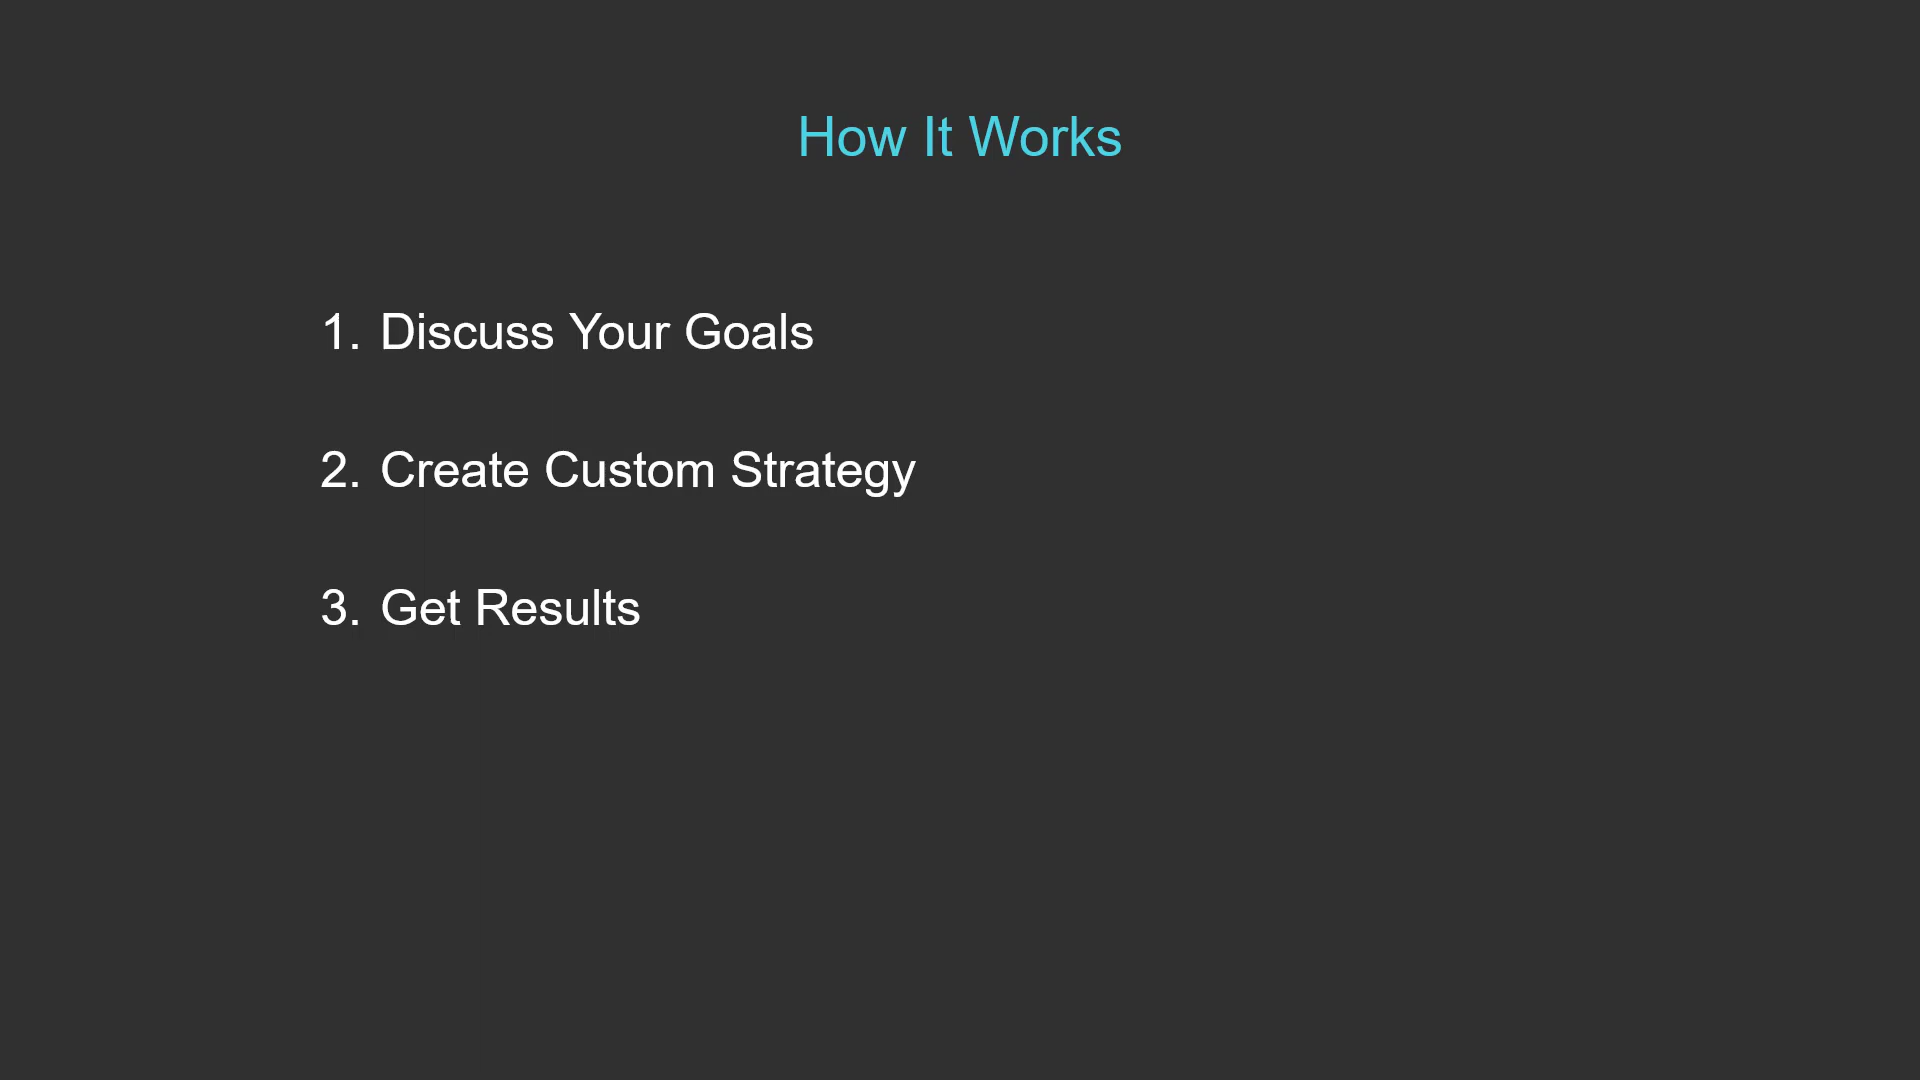 How It Works
1. Discuss Your Goals
2. Create Custom Strategy
3. Get Results